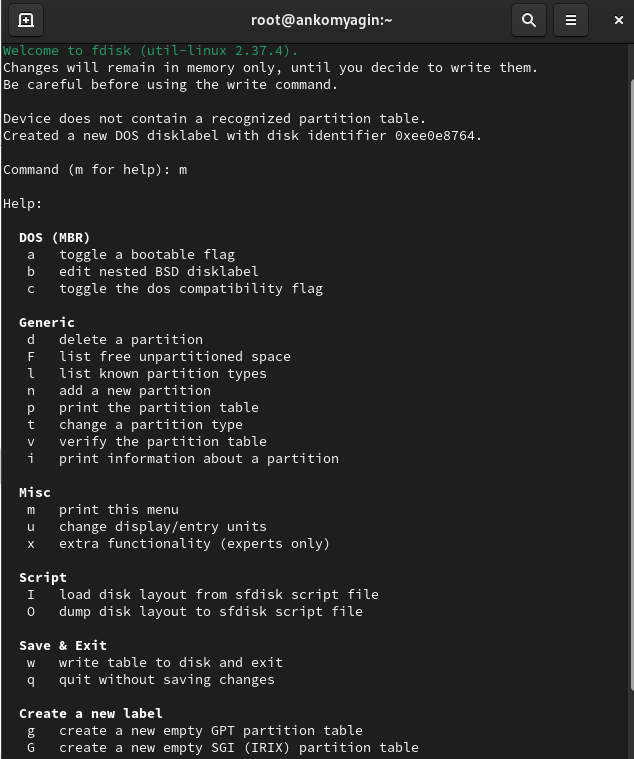 root@ankomyagin:~
Welcome to fdisk (util-linux 2.37.4).
Changes will remain in memory only, until you decide to write them.
Be careful before using the write command.
Device does not contain a recognized partition table.
Created a new DOS disklabel with disk identifier 0xee0e8764.
Command (m for help): m
Help:
DOS (MBR)
a toggle a bootable flag
b edit nested BSD disklabel
c toggle the dos compatibility flag
Generic
d delete a partition
F list free unpartitioned space
l list known partition types
n add a new partition
p print the partition table
t change a partition type
v verify the partition table
i print information about a partition
Misc
m print this menu
u change display/entry units
x extra functionality (experts only)
Script
I load disk layout from sfdisk script file
O dump disk layout to sfdisk script file
Save & Exit
w write table to disk and exit
q quit without saving changes
Create a new label
g create a new empty GPT partition table
G create a new empty SGI (IRIX) partition table